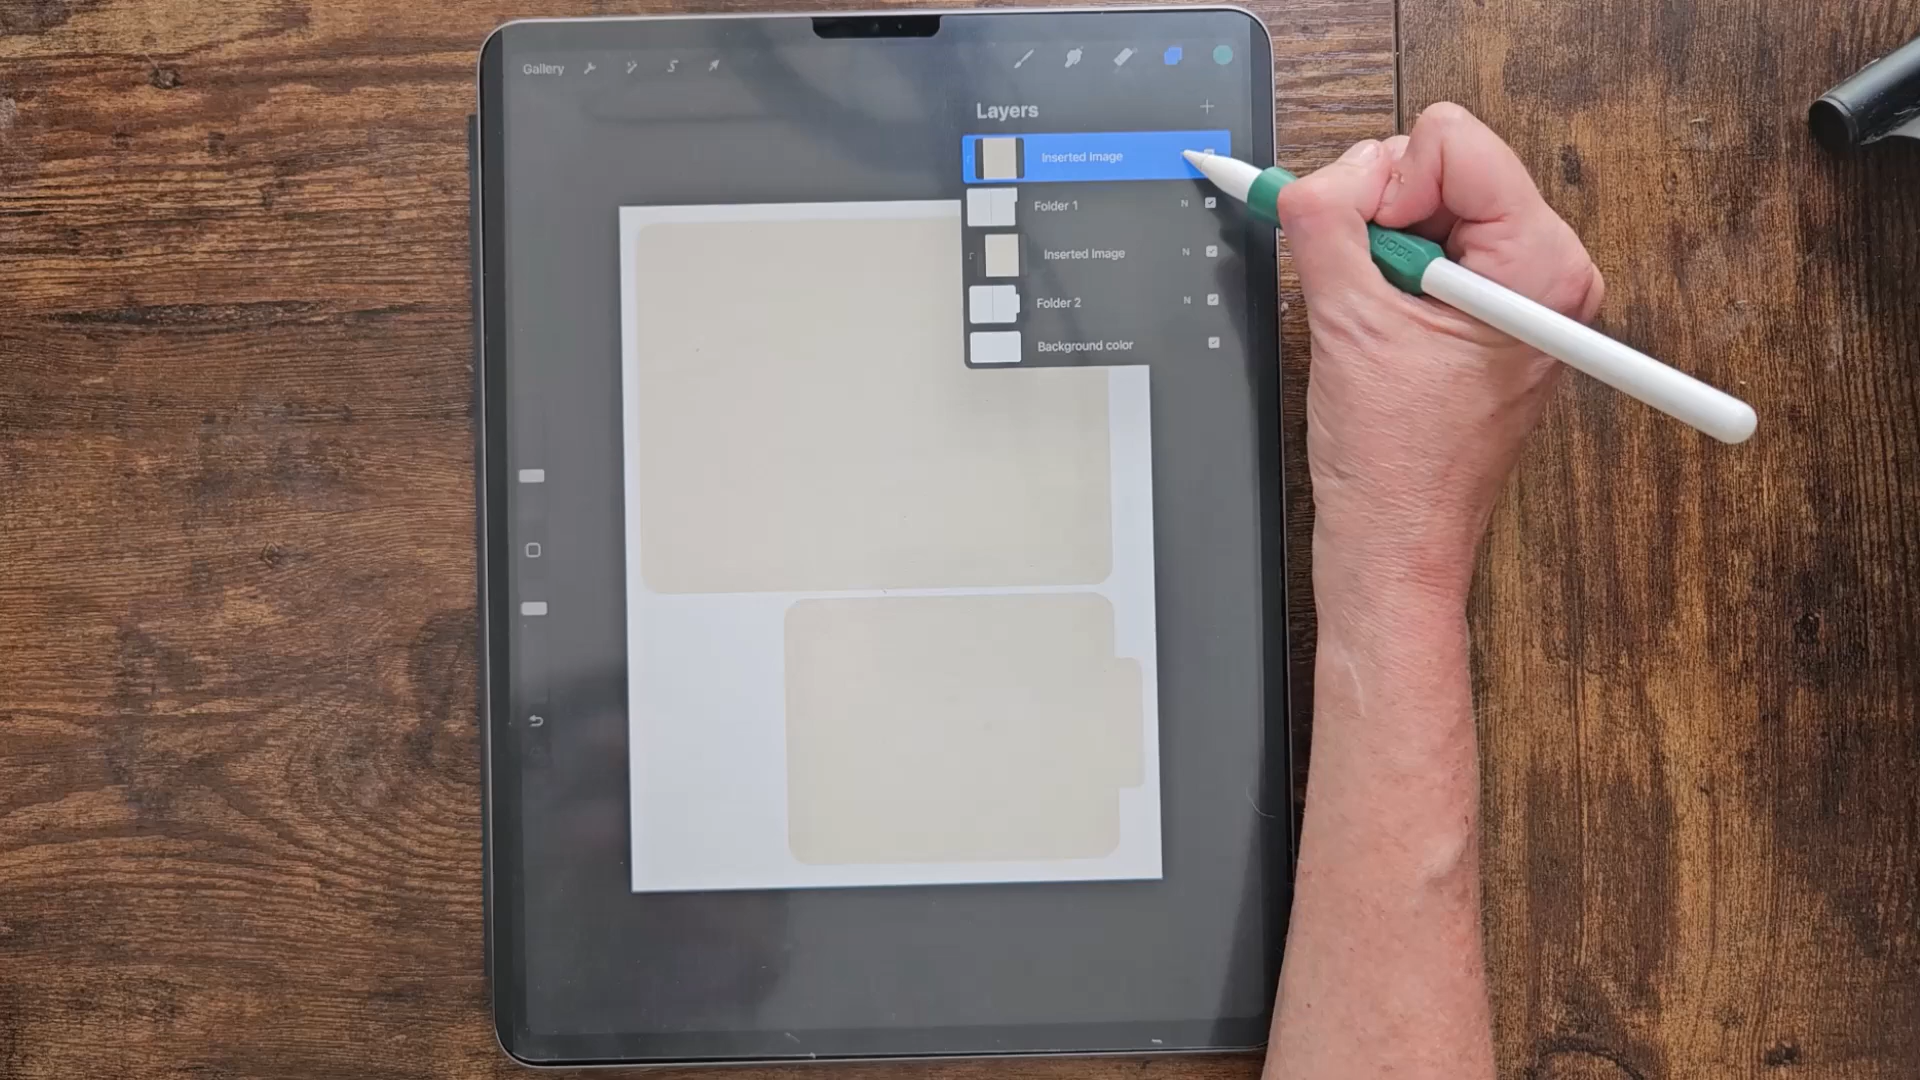 Gallery
Layers
Inserted Image
Folder 1 N
Inserted Image N
Folder 2 N
Background color